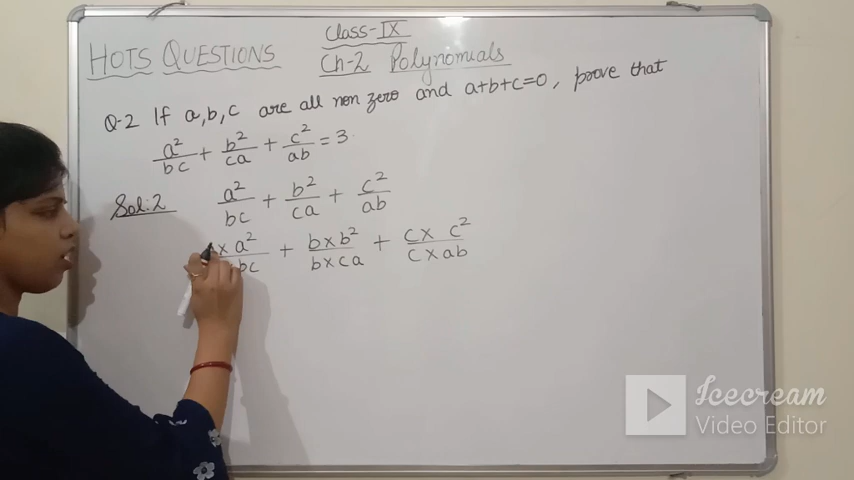 Class-IX
HOTS QUESTIONS
Ch-2 Polynomials
Q-2 If a,b,c are all non zero and a+b+c=0, prove that
a²/bc + b²/ca + c²/ab = 3
Sol:2 a²/bc + b²/ca + c²/ab
× a²/bc + b×b²/b×ca + c× c²/c×ab
Icecream
Video Editor